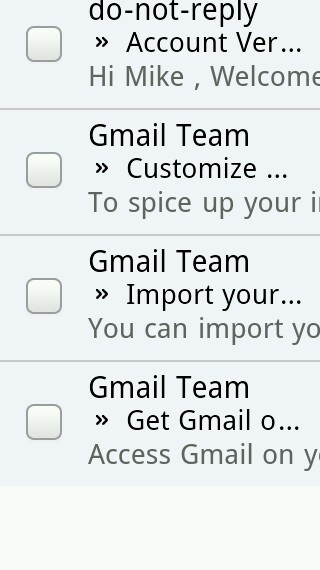 do-not-reply
» Account Ver...
Hi Mike , Welcome
Gmail Team
» Customize ...
To spice up your i
Gmail Team
» Import your...
You can import yo
Gmail Team
» Get Gmail o...
Access Gmail on y